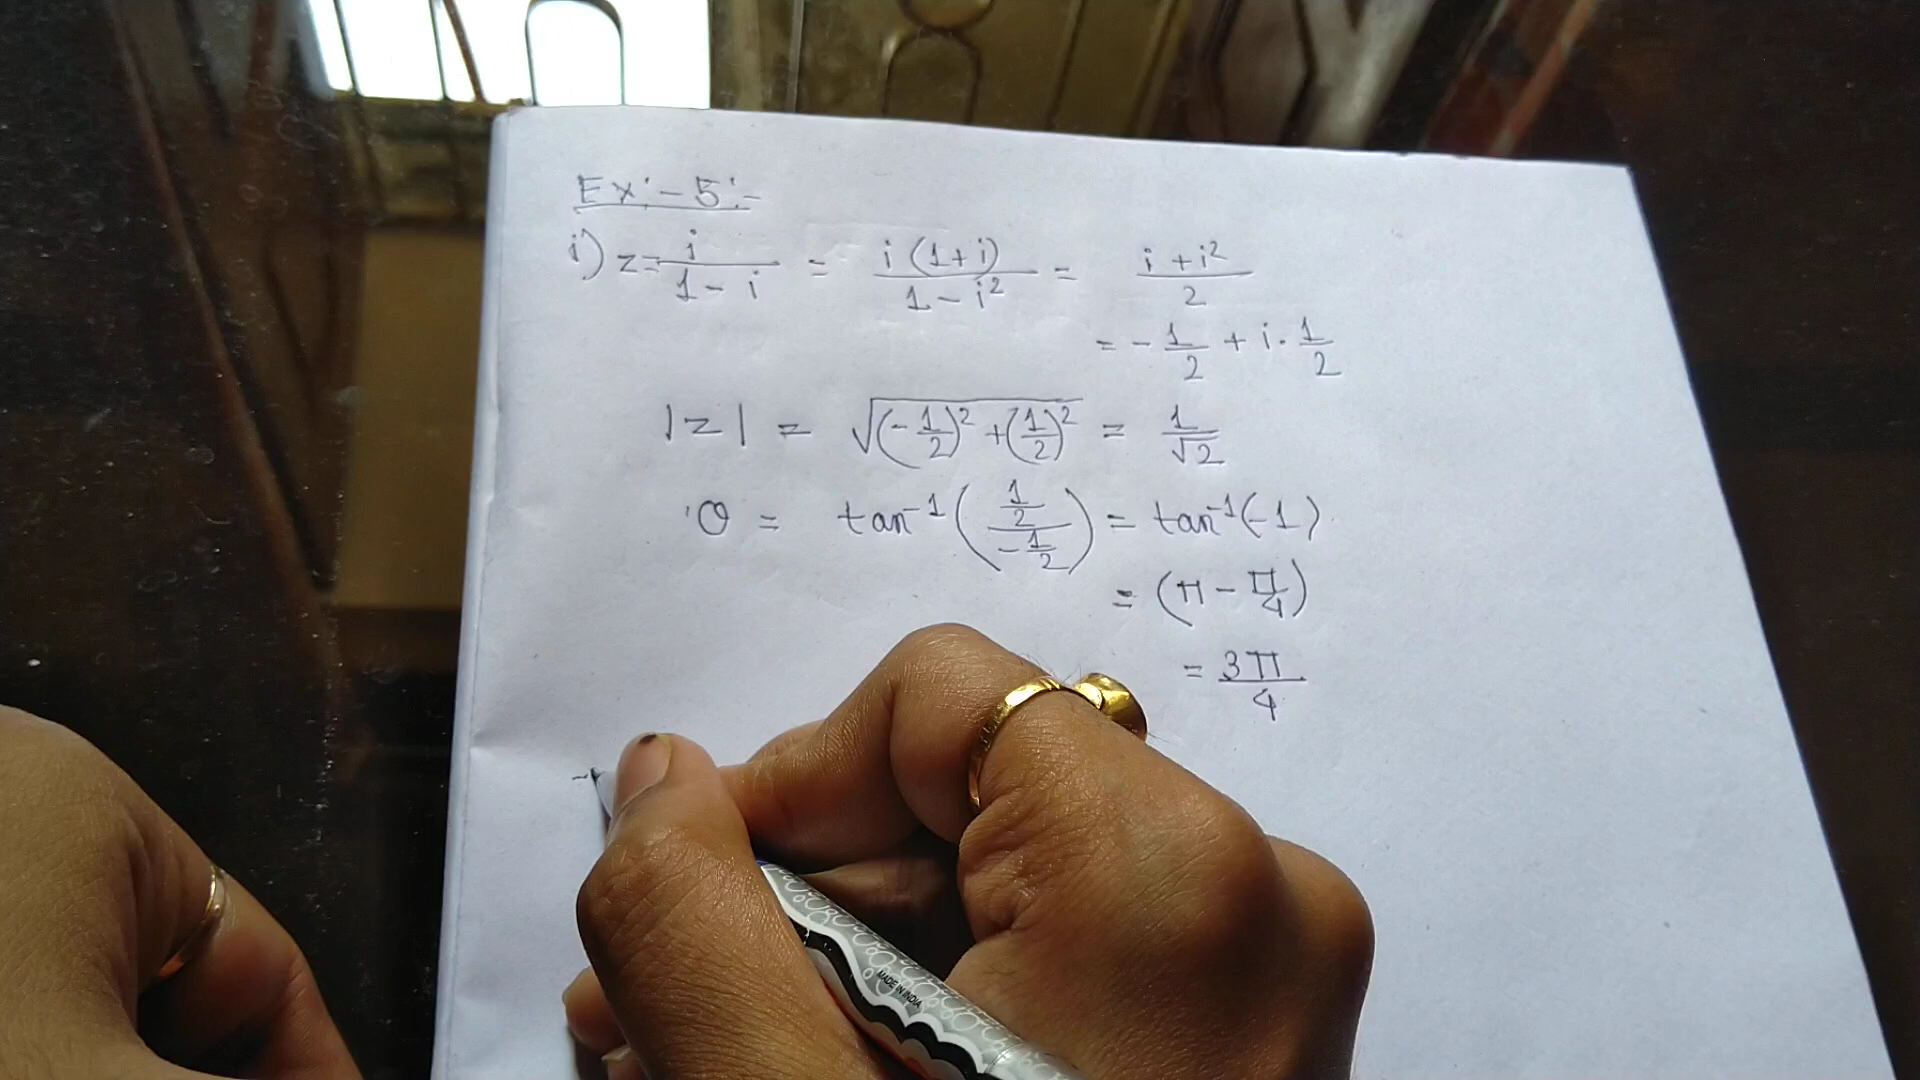 Ex:- 5:-
i) z = i/(1 - i) = i(1+i)/(1 - i²) = (i + i²)/2
= - 1/2 + i. 1/2
|z| = √((-1/2)² + (1/2)²) = 1/√2
θ = tan⁻¹((1/2)/(-1/2)) = tan⁻¹(-1)
= (π - π/4)
= 3π/4
MADE IN INDIA